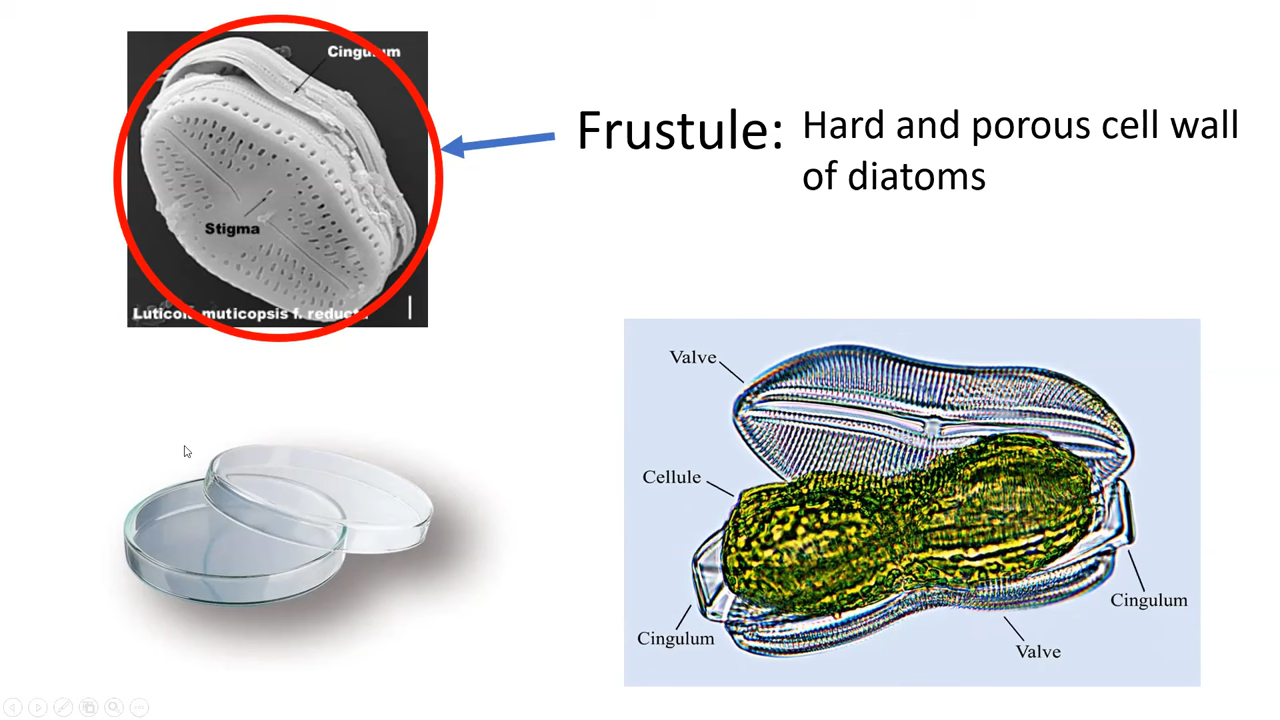 Cingulum
Stigma
Luticola muticopsis f. reducta
Frustule:
Hard and porous cell wall
of diatoms
Valve
Cellule
Cingulum
Cingulum
Valve